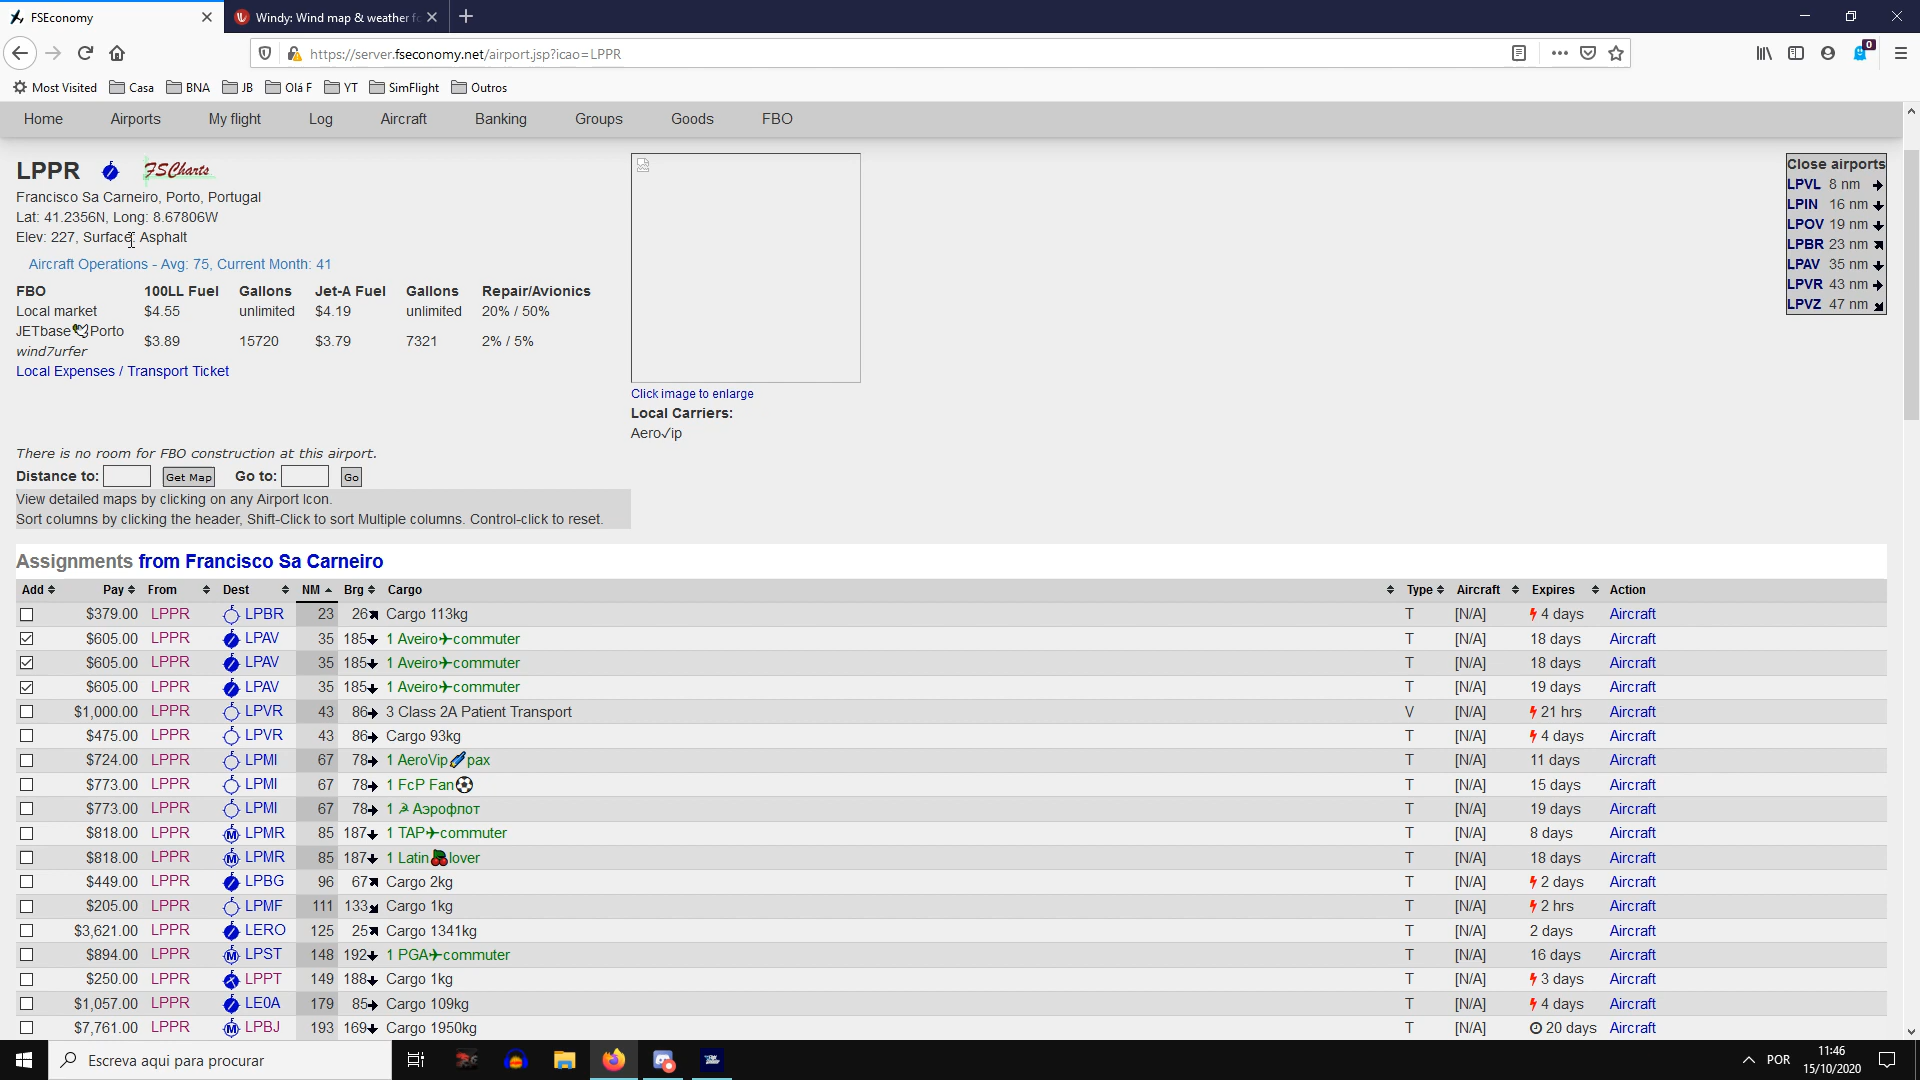 FSEconomy
Windy: Wind map & weather fo
https://server.fseconomy.net/airport.jsp?icao=LPPR
0
Most Visited Casa BNA JB Olá F YT SimFlight Outros
Home Airports My flight Log Aircraft Banking Groups Goods FBO
LPPR FSCharts
Francisco Sa Carneiro, Porto, Portugal
Lat: 41.2356N, Long: 8.67806W
Elev: 227, Surface: Asphalt
Aircraft Operations - Avg: 75, Current Month: 41
FBO 100LL Fuel Gallons Jet-A Fuel Gallons Repair/Avionics
Local market $4.55 unlimited $4.19 unlimited 20% / 50%
JETbase Porto
wind7urfer $3.89 15720 $3.79 7321 2% / 5%
Local Expenses / Transport Ticket
Click image to enlarge
Local Carriers:
Aero✓ip
Close airports
LPVL 8 nm
LPIN 16 nm
LPOV 19 nm
LPBR 23 nm
LPAV 35 nm
LPVR 43 nm
LPVZ 47 nm
There is no room for FBO construction at this airport.
Distance to: Get Map Go to: Go
View detailed maps by clicking on any Airport Icon.
Sort columns by clicking the header, Shift-Click to sort Multiple columns. Control-click to reset.
Assignments from Francisco Sa Carneiro
Add Pay From Dest NM Brg Cargo Type Aircraft Expires Action
$379.00 LPPR LPBR 23 26 Cargo 113kg T [N/A] 4 days Aircraft
$605.00 LPPR LPAV 35 185 1 Aveiro✈commuter T [N/A] 18 days Aircraft
$605.00 LPPR LPAV 35 185 1 Aveiro✈commuter T [N/A] 18 days Aircraft
$605.00 LPPR LPAV 35 185 1 Aveiro✈commuter T [N/A] 19 days Aircraft
$1,000.00 LPPR LPVR 43 86 3 Class 2A Patient Transport V [N/A] 21 hrs Aircraft
$475.00 LPPR LPVR 43 86 Cargo 93kg T [N/A] 4 days Aircraft
$724.00 LPPR LPMI 67 78 1 AeroVip pax T [N/A] 11 days Aircraft
$773.00 LPPR LPMI 67 78 1 FcP Fan⚽ T [N/A] 15 days Aircraft
$773.00 LPPR LPMI 67 78 1 ☭ Аэрофлот T [N/A] 19 days Aircraft
$818.00 LPPR LPMR 85 187 1 TAP✈commuter T [N/A] 8 days Aircraft
$818.00 LPPR LPMR 85 187 1 Latin🍒lover T [N/A] 18 days Aircraft
$449.00 LPPR LPBG 96 67 Cargo 2kg T [N/A] 2 days Aircraft
$205.00 LPPR LPMF 111 133 Cargo 1kg T [N/A] 2 hrs Aircraft
$3,621.00 LPPR LERO 125 25 Cargo 1341kg T [N/A] 2 days Aircraft
$894.00 LPPR LPST 148 192 1 PGA✈commuter T [N/A] 16 days Aircraft
$250.00 LPPR LPPT 149 188 Cargo 1kg T [N/A] 3 days Aircraft
$1,057.00 LPPR LE0A 179 85 Cargo 109kg T [N/A] 4 days Aircraft
$7,761.00 LPPR LPBJ 193 169 Cargo 1950kg T [N/A] 20 days Aircraft
Escreva aqui para procurar
POR
11:46
15/10/2020